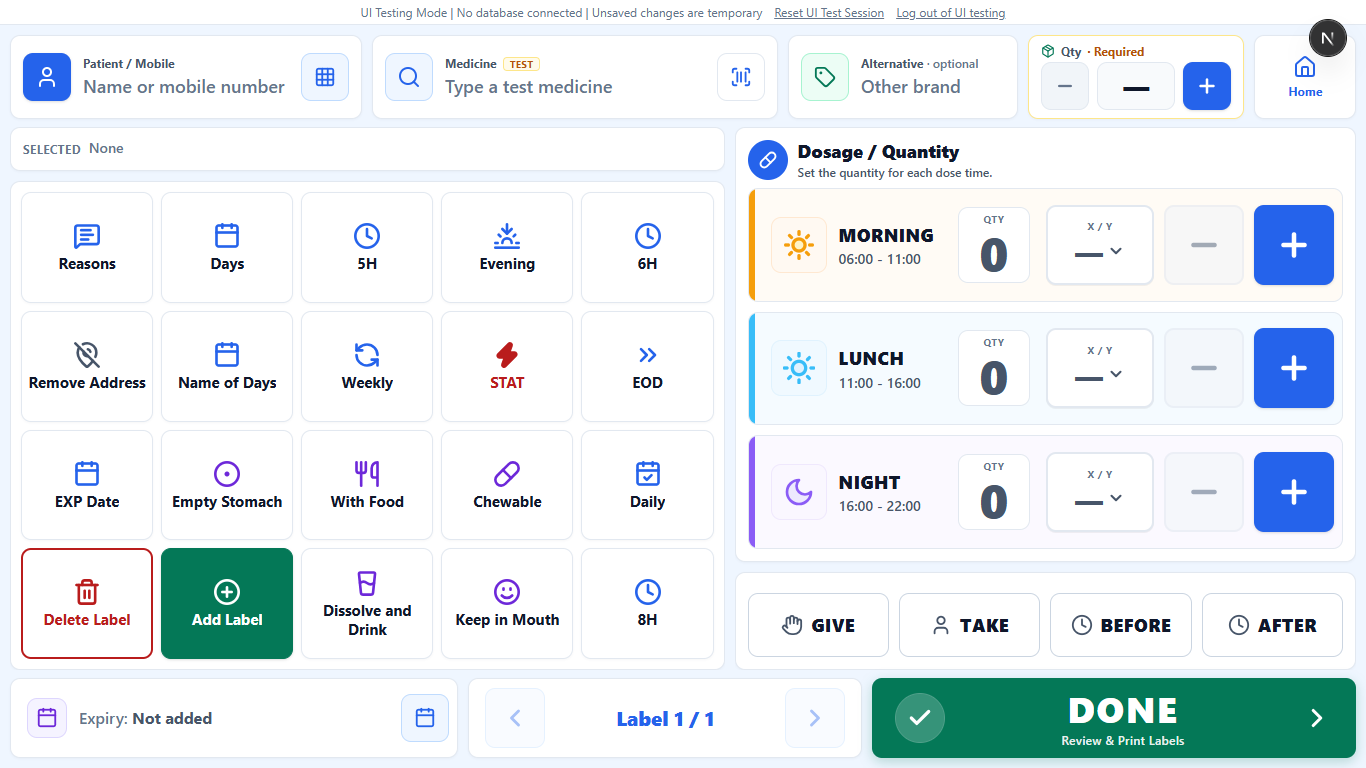 UI Testing Mode | No database connected | Unsaved changes are temporary Reset UI Test Session Log out of UI testing
Patient / Mobile
Name or mobile number
Medicine TEST
Type a test medicine
Alternative · optional
Other brand
Qty · Required
—
N
Home
SELECTED None
Reasons
Days
5H
Evening
6H
Remove Address
Name of Days
Weekly
STAT
EOD
EXP Date
Empty Stomach
With Food
Chewable
Daily
Delete Label
Add Label
Dissolve and
Drink
Keep in Mouth
8H
Dosage / Quantity
Set the quantity for each dose time.
MORNING
06:00 - 11:00
QTY
0
X / Y
—
LUNCH
11:00 - 16:00
QTY
0
X / Y
—
NIGHT
16:00 - 22:00
QTY
0
X / Y
—
GIVE
TAKE
BEFORE
AFTER
Expiry: Not added
Label 1 / 1
DONE
Review & Print Labels